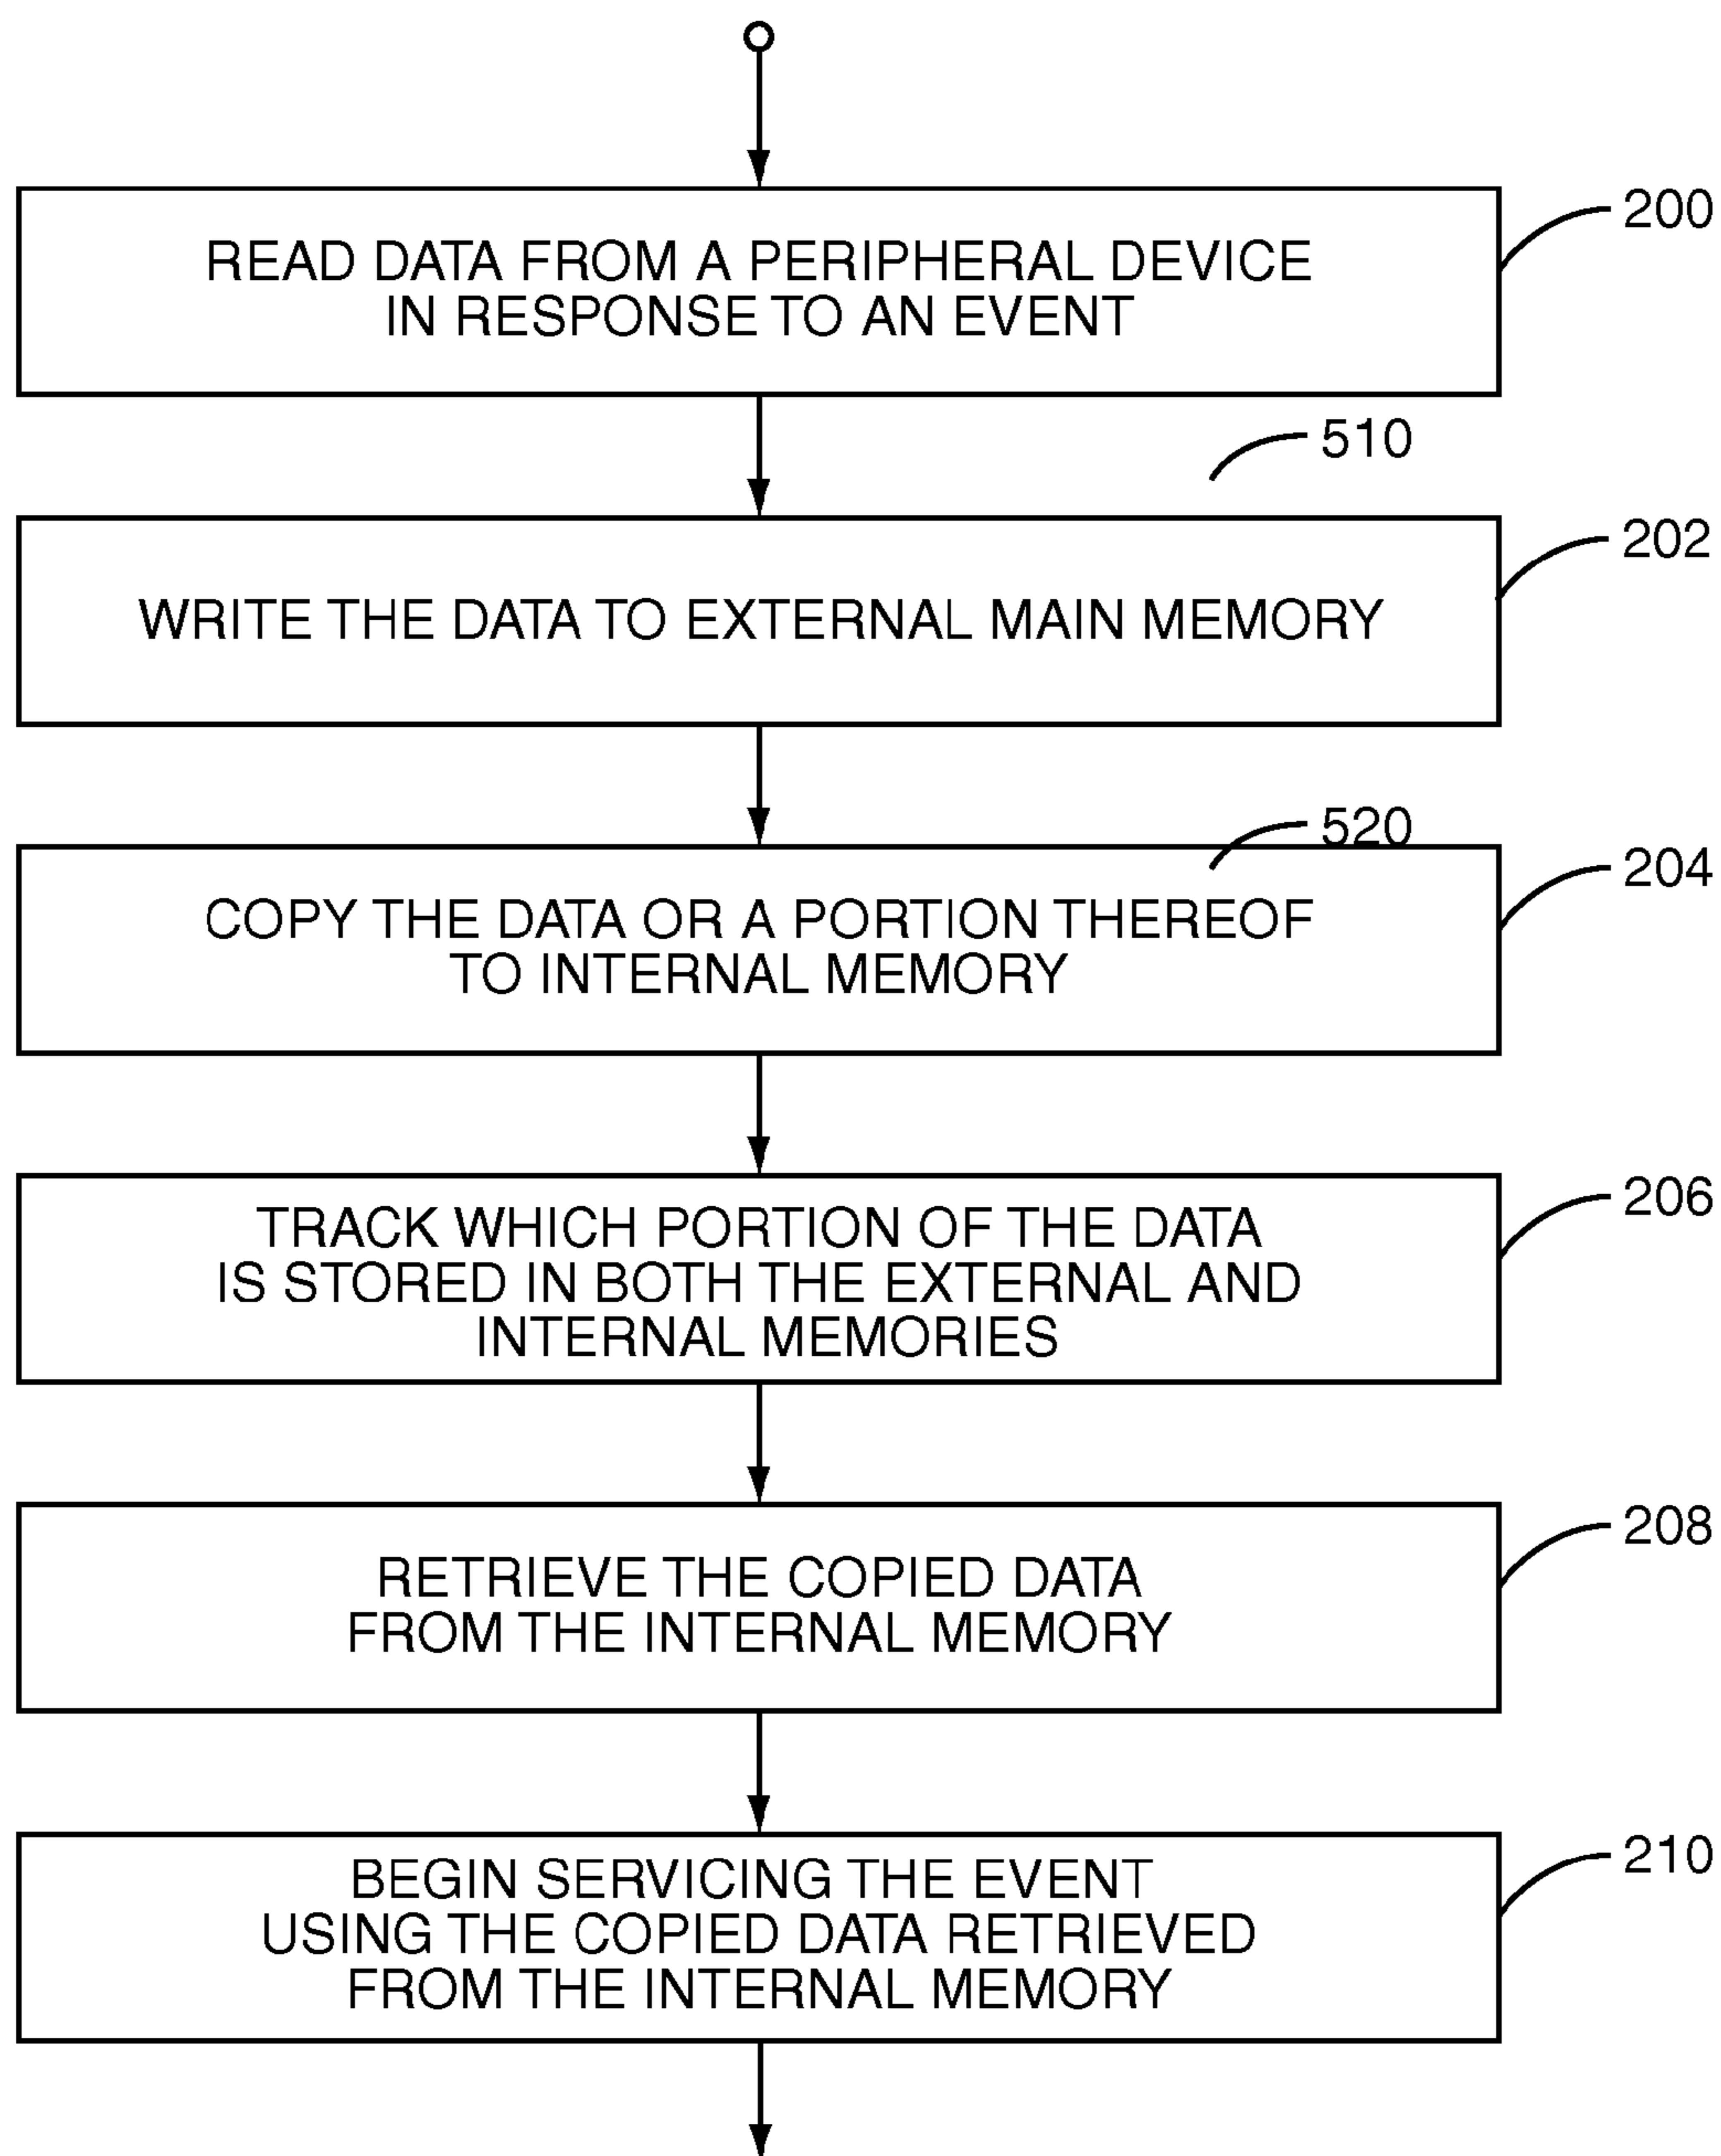 READ DATA FROM A PERIPHERAL DEVICE
IN RESPONSE TO AN EVENT
200
510
WRITE THE DATA TO EXTERNAL MAIN MEMORY
202
520
COPY THE DATA OR A PORTION THEREOF
TO INTERNAL MEMORY
204
TRACK WHICH PORTION OF THE DATA
IS STORED IN BOTH THE EXTERNAL AND
INTERNAL MEMORIES
206
RETRIEVE THE COPIED DATA
FROM THE INTERNAL MEMORY
208
BEGIN SERVICING THE EVENT
USING THE COPIED DATA RETRIEVED
FROM THE INTERNAL MEMORY
210